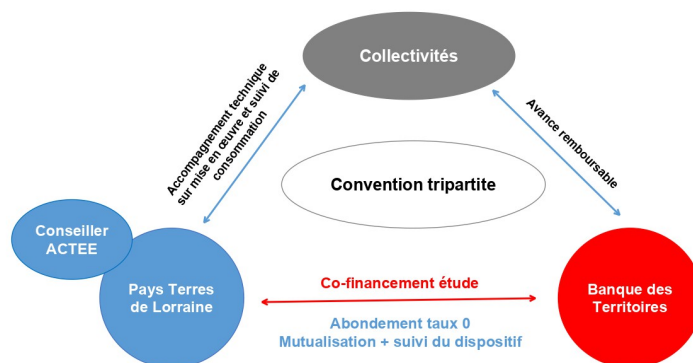 Collectivités
Accompagnement technique
sur mise en œuvre et suivi de
consommation
Avance remboursable
Convention tripartite
Conseiller
ACTEE
Pays Terres
de Lorraine
Co-financement étude
Banque des
Territoires
Abondement taux 0
Mutualisation + suivi du dispositif